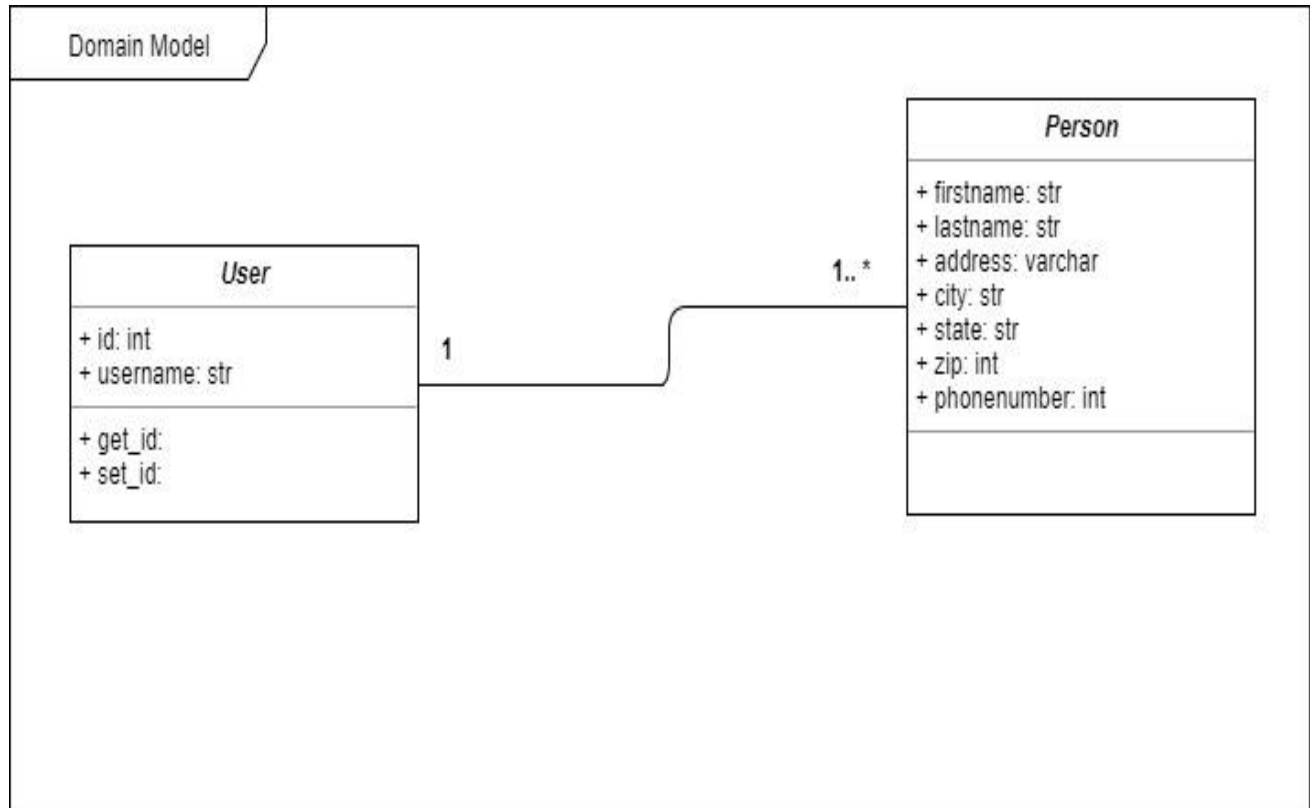 Domain Model
Person
+ firstname: str
+ lastname: str
+ address: varchar
+ city: str
+ state: str
+ zip: int
+ phonenumber: int
User
+ id: int
+ username: str
+ get_id:
+ set_id:
1
1.. *